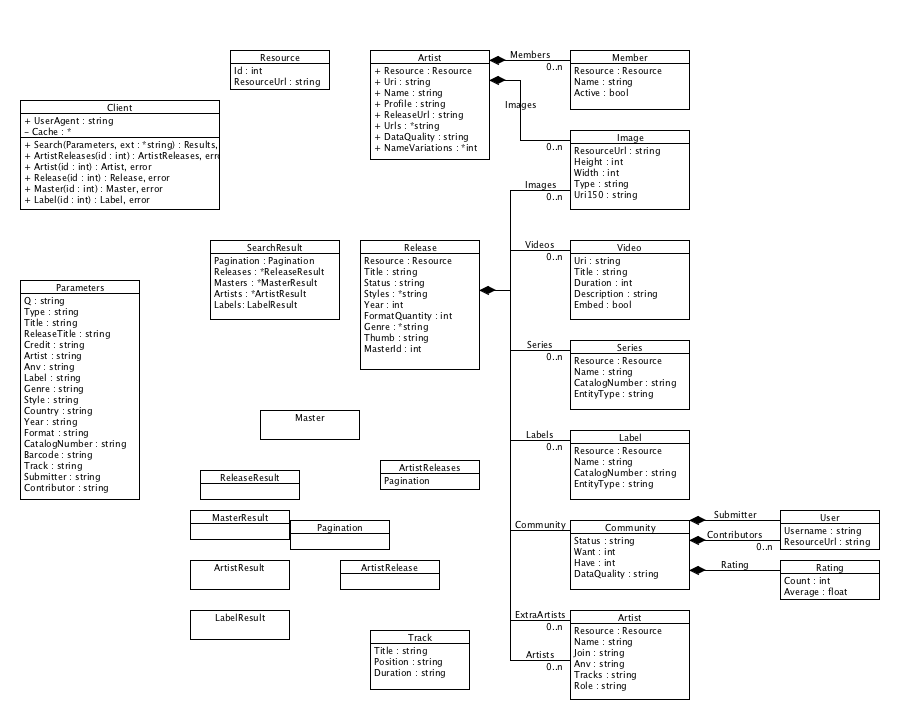 Resource
Id : int
ResourceUrl : string
Artist
+ Resource : Resource
+ Uri : string
+ Name : string
+ Profile : string
+ ReleaseUrl : string
+ Urls : *string
+ DataQuality : string
+ NameVariations : *int
Members
0..n
Images
0..n
Member
Resource : Resource
Name : string
Active : bool
Client
+ UserAgent : string
− Cache : *
+ Search(Parameters, ext : *string) : Results,
+ ArtistReleases(id : int) : ArtistReleases, erro
+ Artist(id : int) : Artist, error
+ Release(id : int) : Release, error
+ Master(id : int) : Master, error
+ Label(id : int) : Label, error
Image
ResourceUrl : string
Height : int
Width : int
Type : string
Uri150 : string
Images
0..n
SearchResult
Pagination : Pagination
Releases : *ReleaseResult
Masters : *MasterResult
Artists : *ArtistResult
Labels: LabelResult
Release
Resource : Resource
Title : string
Status : string
Styles : *string
Year : int
FormatQuantity : int
Genre : *string
Thumb : string
MasterId : int
Videos
0..n
Video
Uri : string
Title : string
Duration : int
Description : string
Embed : bool
Parameters
Q : string
Type : string
Title : string
ReleaseTitle : string
Credit : string
Artist : string
Anv : string
Label : string
Genre : string
Style : string
Country : string
Year : string
Format : string
CatalogNumber : string
Barcode : string
Track : string
Submitter : string
Contributor : string
Series
0..n
Series
Resource : Resource
Name : string
CatalogNumber : string
EntityType : string
Master
Labels
0..n
Label
Resource : Resource
Name : string
CatalogNumber : string
EntityType : string
ArtistReleases
Pagination
ReleaseResult
MasterResult
Pagination
Community
Community
Status : string
Want : int
Have : int
DataQuality : string
Submitter
Contributors
0..n
Rating
User
Username : string
ResourceUrl : string
Rating
Count : int
Average : float
ArtistResult
ArtistRelease
LabelResult
ExtraArtists
0..n
Artists
0..n
Artist
Resource : Resource
Name : string
Join : string
Anv : string
Tracks : string
Role : string
Track
Title : string
Position : string
Duration : string